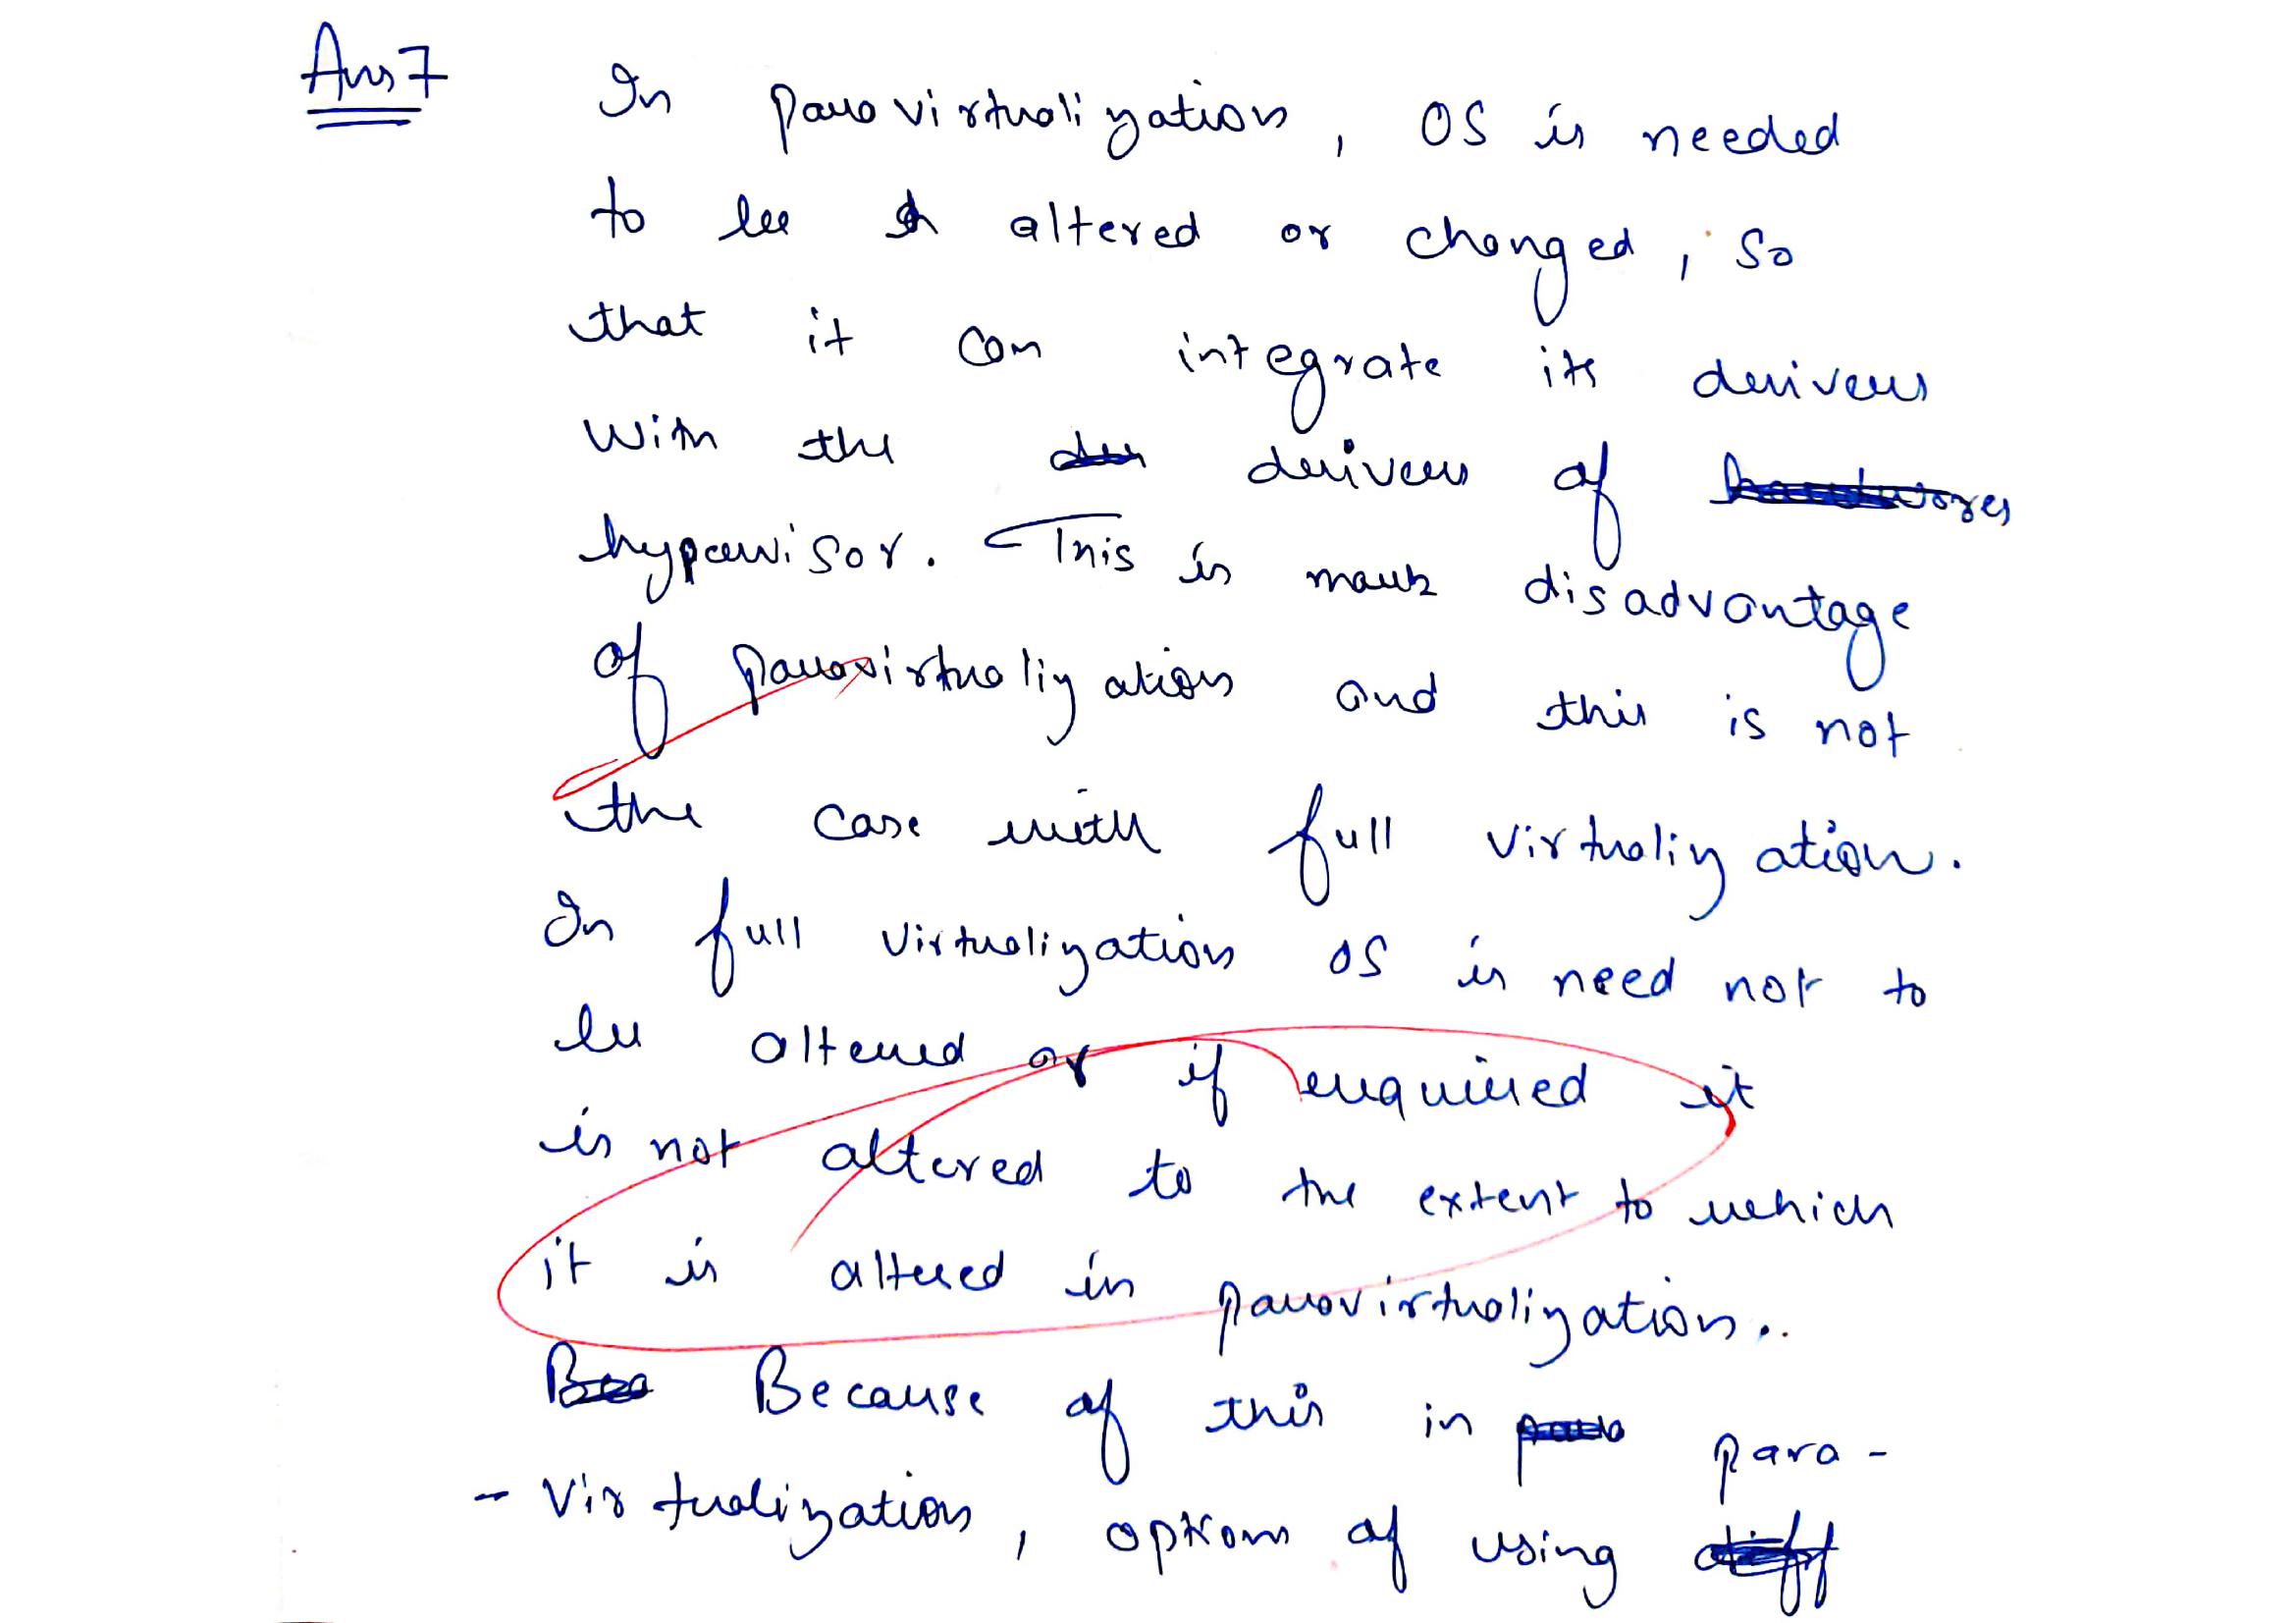 Ans 7 In paravirtualization, OS is needed
to be altered or changed, so
that it can integrate its derivers
with the derivers of
hypervisor. This is mark disadvantage
of paravirtualization and this is not
the case with full virtualization.
In full virtualization OS is need not to
be altered or if required it
is not altered to the extent to which
it is altered in paravirtualization..
Because of this in para-
- virtualization, options of using